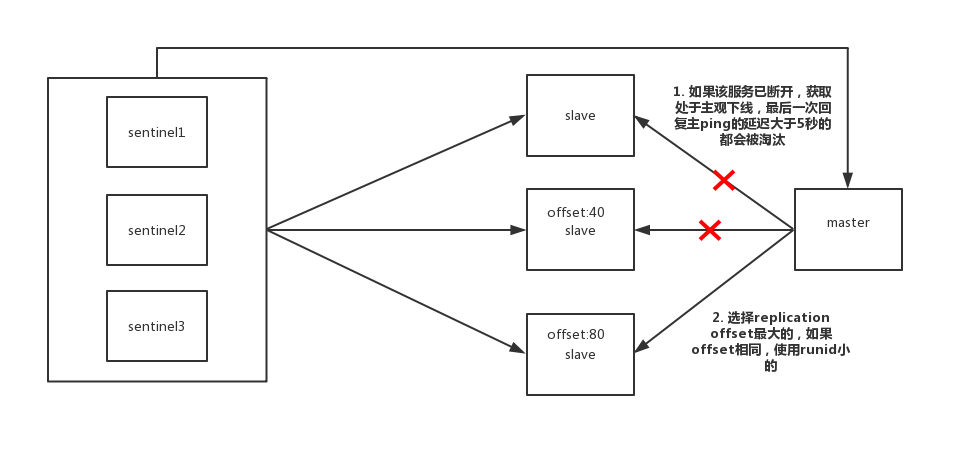 sentinel1
sentinel2
sentinel3
slave
offset:40
slave
offset:80
slave
1. 如果该服务已断开，获取
处于主观下线，最后一次回
复主ping的延迟大于5秒的
都会被淘汰
master
2. 选择replication
offset最大的，如果
offset相同，使用runid小
的